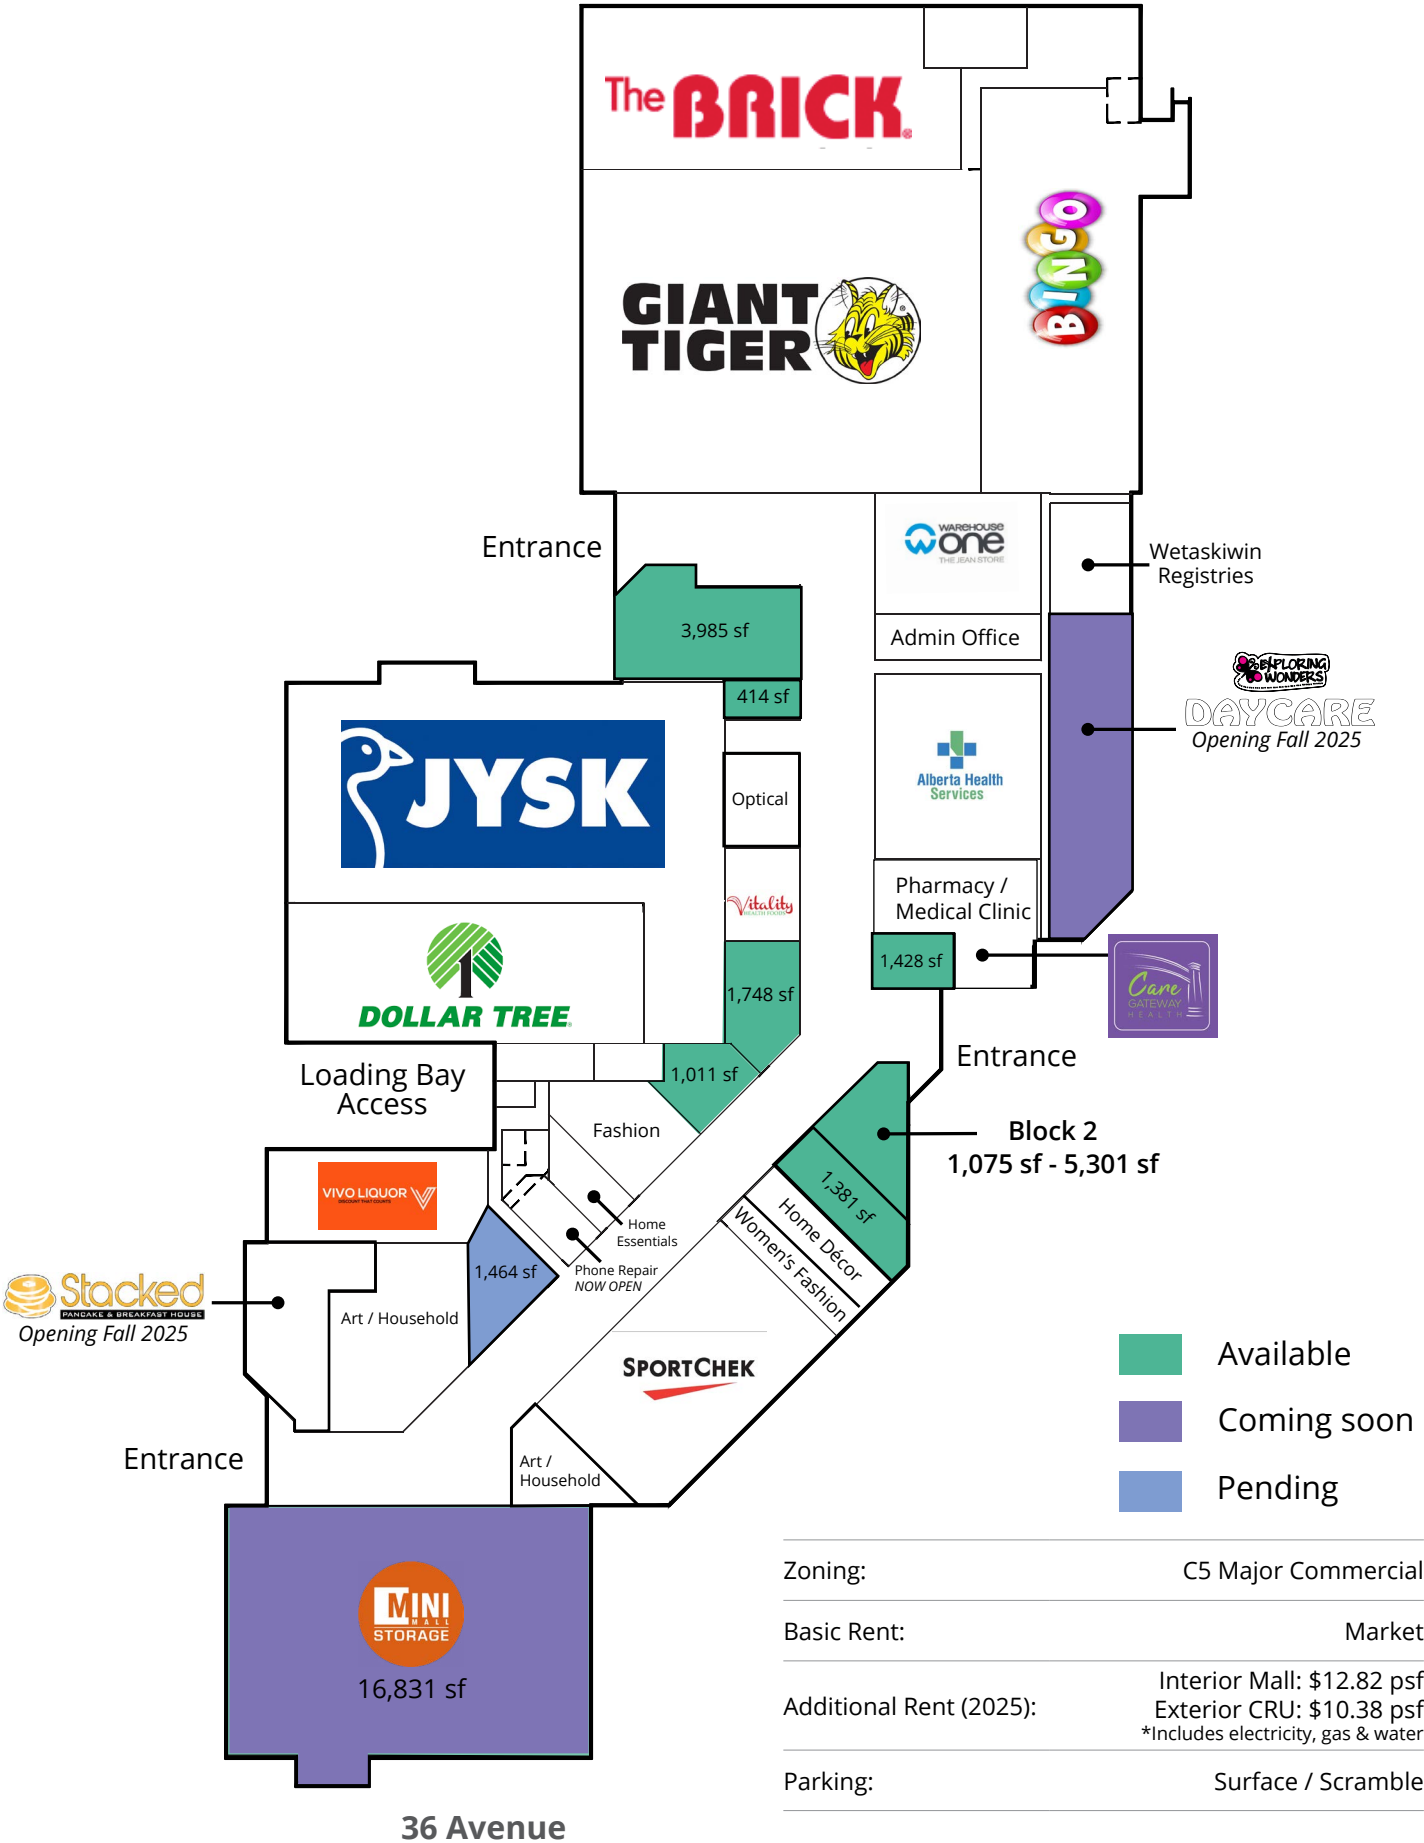 The BRICK
GIANT
TIGER
BINGO
WAREHOUSE
one
THE JEAN STORE
Entrance
Wetaskiwin
Registries
3,985 sf
Admin Office
414 sf
EXPLORING
WONDERS
DAYCARE
Opening Fall 2025
JYSK
Alberta Health
Services
Optical
Pharmacy /
Medical Clinic
Vitality
HEALTH FOODS
1,428 sf
Care
GATEWAY
HEALTH
1,748 sf
DOLLAR TREE
Entrance
Loading Bay
Access
1,011 sf
Fashion
Block 2
1,075 sf - 5,301 sf
VIVO LIQUOR
DISCOUNT THAT COUNTS
1,381 sf
Home Décor
Women's Fashion
Home
Essentials
Phone Repair
NOW OPEN
1,464 sf
Stacked
PANCAKE & BREAKFAST HOUSE
Opening Fall 2025
Art / Household
SPORTCHEK
Available
Coming soon
Pending
Entrance
Art /
Household
MINI
MALL
STORAGE
16,831 sf
Zoning: C5 Major Commercial
Basic Rent: Market
Additional Rent (2025): Interior Mall: $12.82 psf
Exterior CRU: $10.38 psf
*Includes electricity, gas & water
Parking: Surface / Scramble
36 Avenue